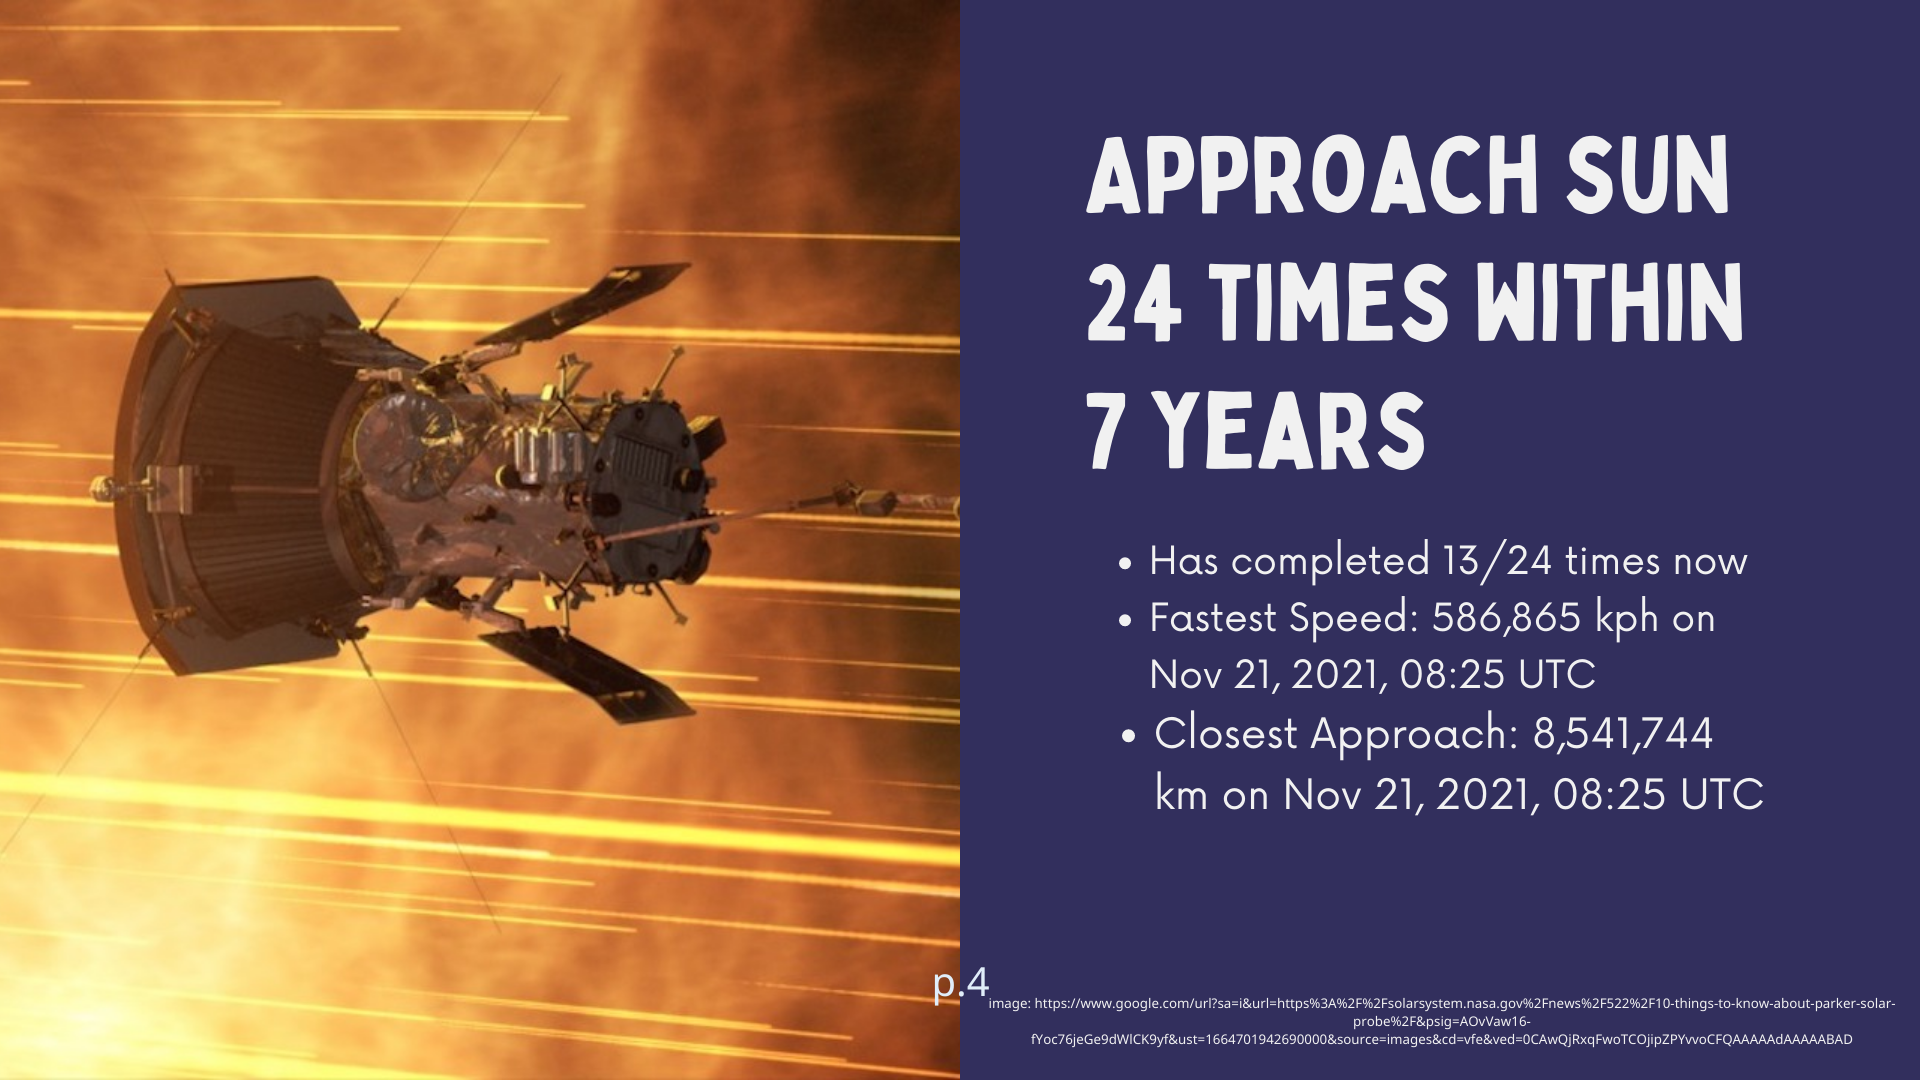 APPROACH SUN
24 TIMES WITHIN
7 YEARS
• Has completed 13/24 times now
• Fastest Speed: 586,865 kph on
Nov 21, 2021, 08:25 UTC
• Closest Approach: 8,541,744
km on Nov 21, 2021, 08:25 UTC
p.4
image: https://www.google.com/url?sa=i&url=https%3A%2F%2Fsolarsystem.nasa.gov%2Fnews%2F522%2F10-things-to-know-about-parker-solar-
probe%2F&psig=AOvVaw16-
fYoc76jeGe9dWlCK9yf&ust=1664701942690000&source=images&cd=vfe&ved=0CAwQjRxqFwoTCOjipZPYvvoCFQAAAAAdAAAAABAD